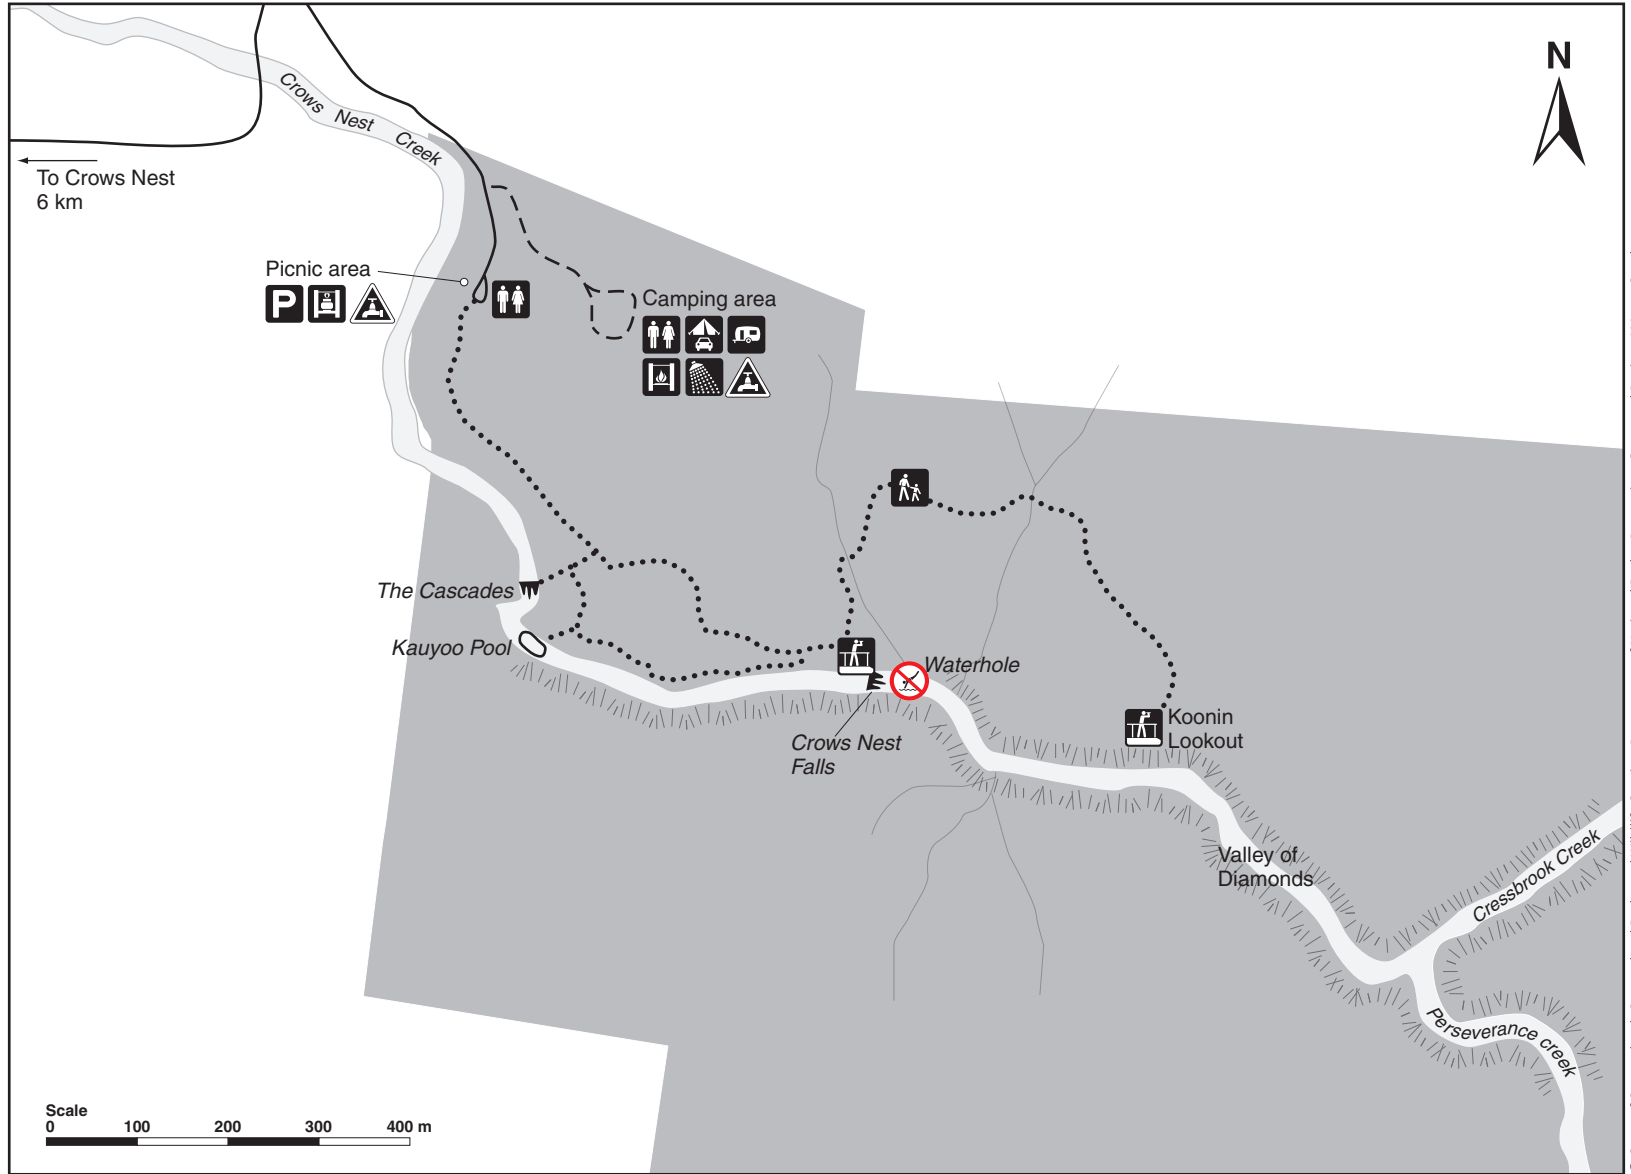 N
Crows Nest Creek
To Crows Nest
6 km
Picnic area
P
Camping area
The Cascades
Kauyoo Pool
Waterhole
Crows Nest
Falls
Koonin
Lookout
Valley of
Diamonds
Cressbrook Creek
Perseverance creek
Scale
0 100 200 300 400 m